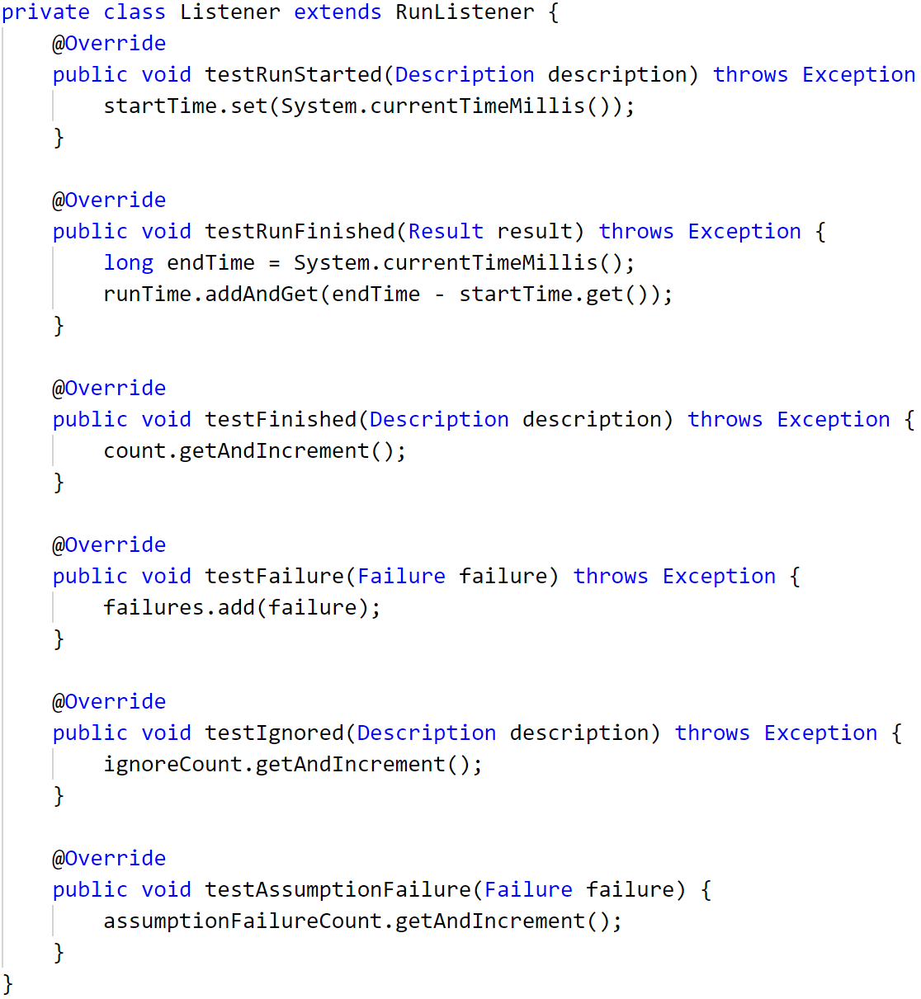 private class Listener extends RunListener {
    @Override
    public void testRunStarted(Description description) throws Exception
        startTime.set(System.currentTimeMillis());
    }

    @Override
    public void testRunFinished(Result result) throws Exception {
        long endTime = System.currentTimeMillis();
        runTime.addAndGet(endTime - startTime.get());
    }

    @Override
    public void testFinished(Description description) throws Exception {
        count.getAndIncrement();
    }

    @Override
    public void testFailure(Failure failure) throws Exception {
        failures.add(failure);
    }

    @Override
    public void testIgnored(Description description) throws Exception {
        ignoreCount.getAndIncrement();
    }

    @Override
    public void testAssumptionFailure(Failure failure) {
        assumptionFailureCount.getAndIncrement();
    }
}